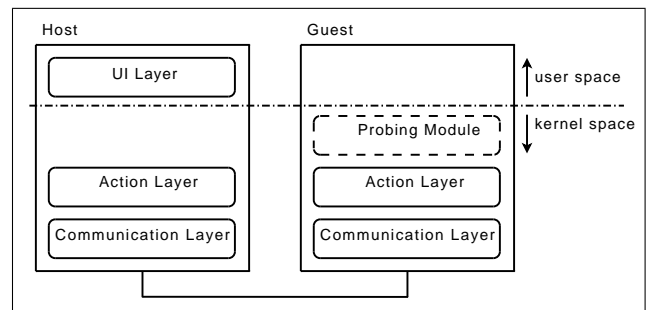 Host
Guest
UI Layer
user space
kernel space
Probing Module
Action Layer
Action Layer
Communication Layer
Communication Layer